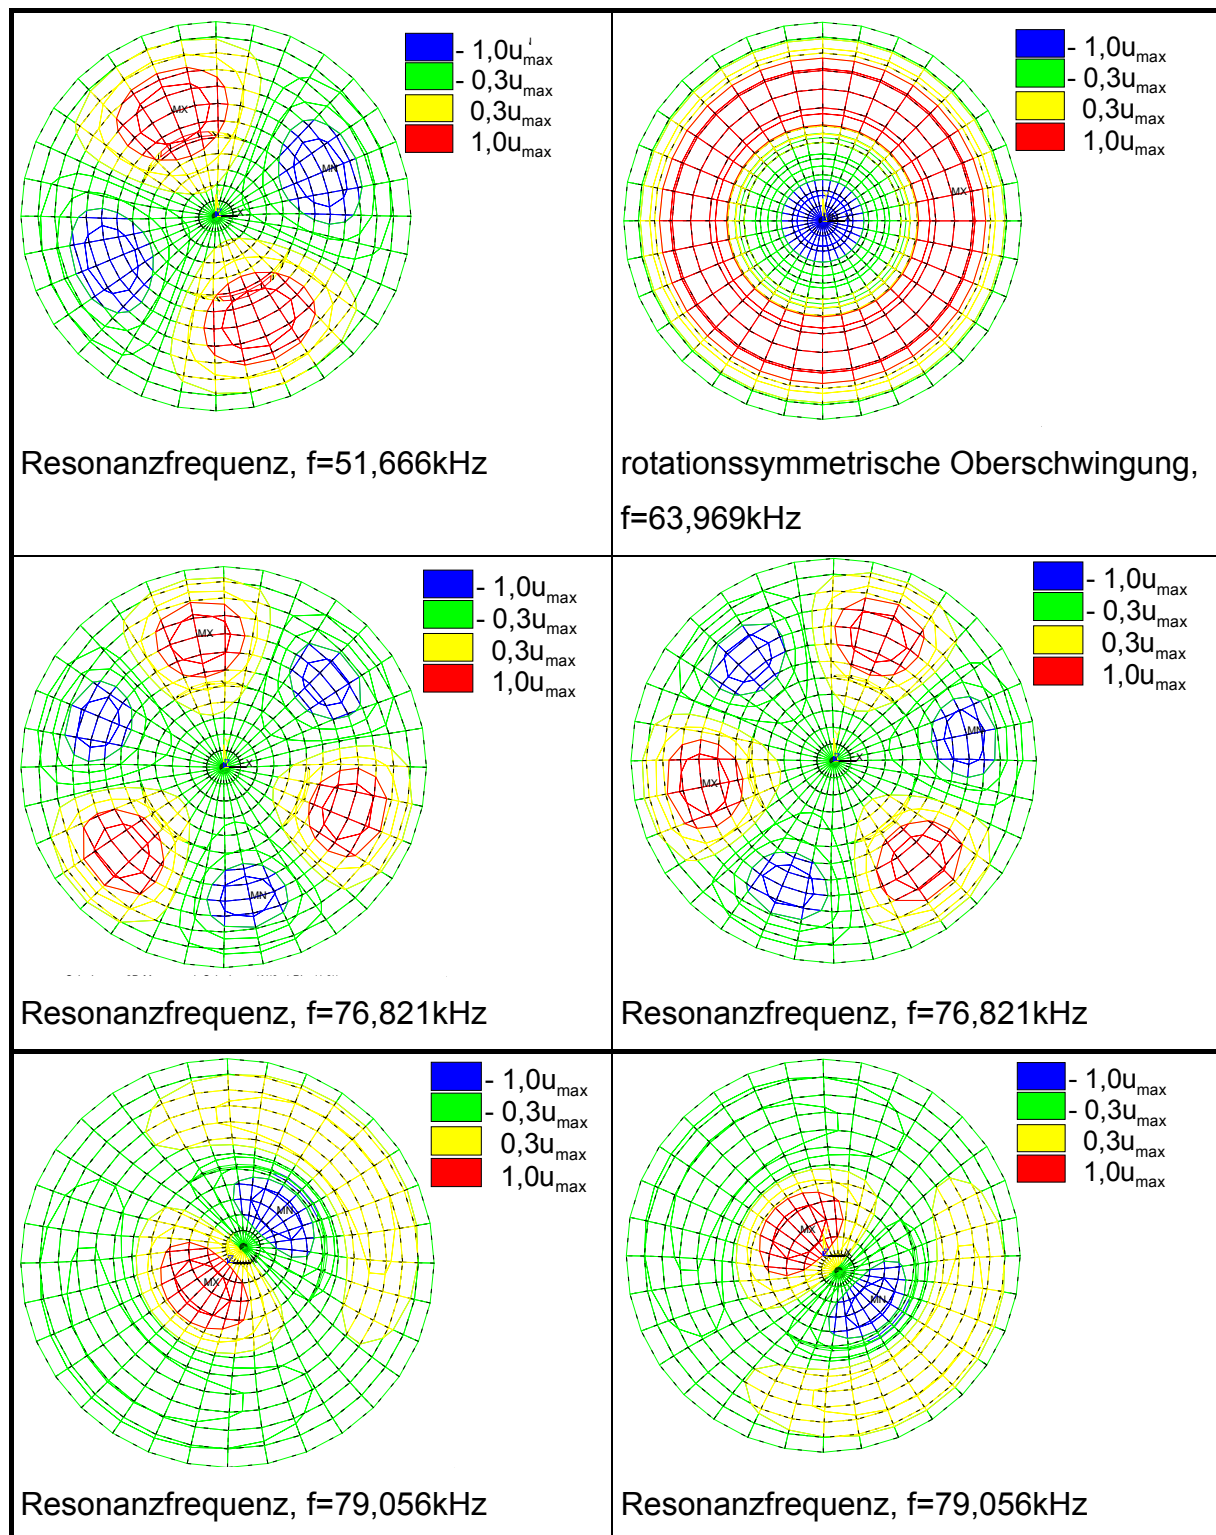 - 1,0umax
- 0,3umax
0,3umax
1,0umax
MX
MN
X
Resonanzfrequenz, f=51,666kHz
- 1,0umax
- 0,3umax
0,3umax
1,0umax
MX
rotationssymmetrische Oberschwingung,
f=63,969kHz
- 1,0umax
- 0,3umax
0,3umax
1,0umax
MX
X
MN
Resonanzfrequenz, f=76,821kHz
- 1,0umax
- 0,3umax
0,3umax
1,0umax
MN
X
MX
Resonanzfrequenz, f=76,821kHz
- 1,0umax
- 0,3umax
0,3umax
1,0umax
MN
MX
Resonanzfrequenz, f=79,056kHz
- 1,0umax
- 0,3umax
0,3umax
1,0umax
MX
MN
Resonanzfrequenz, f=79,056kHz